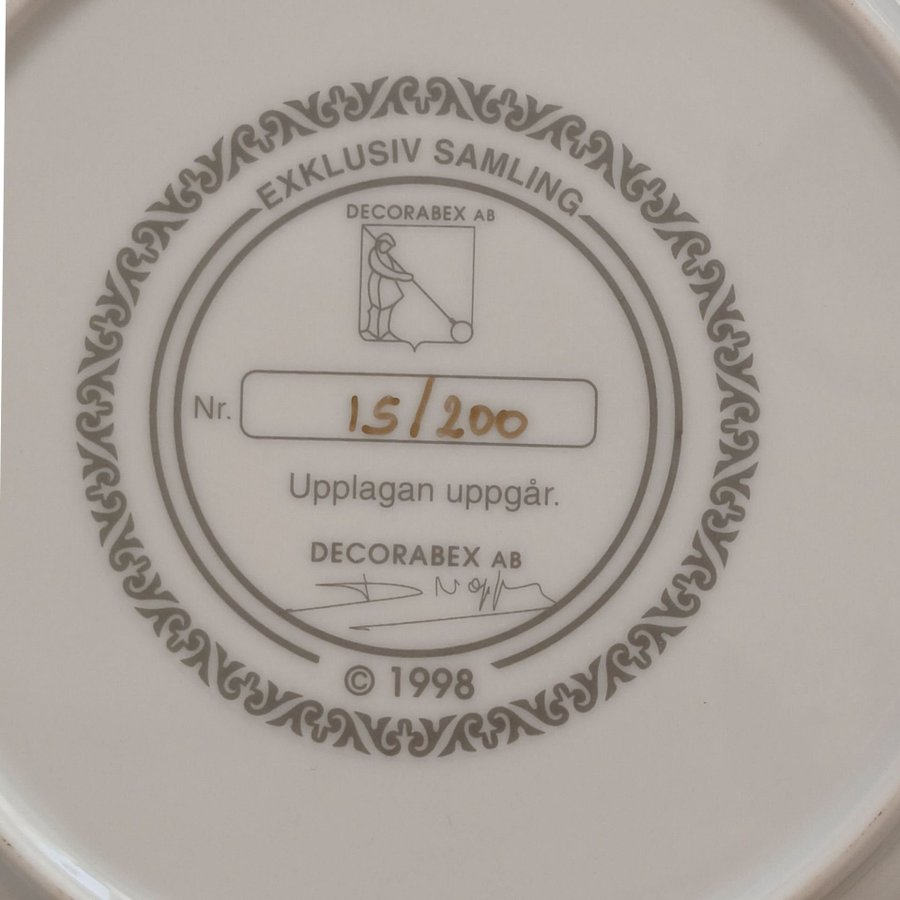 EXKLUSIV SAMLING
DECORABEX AB
Nr. 15/200
Upplagan uppgår.
DECORABEX AB
© 1998